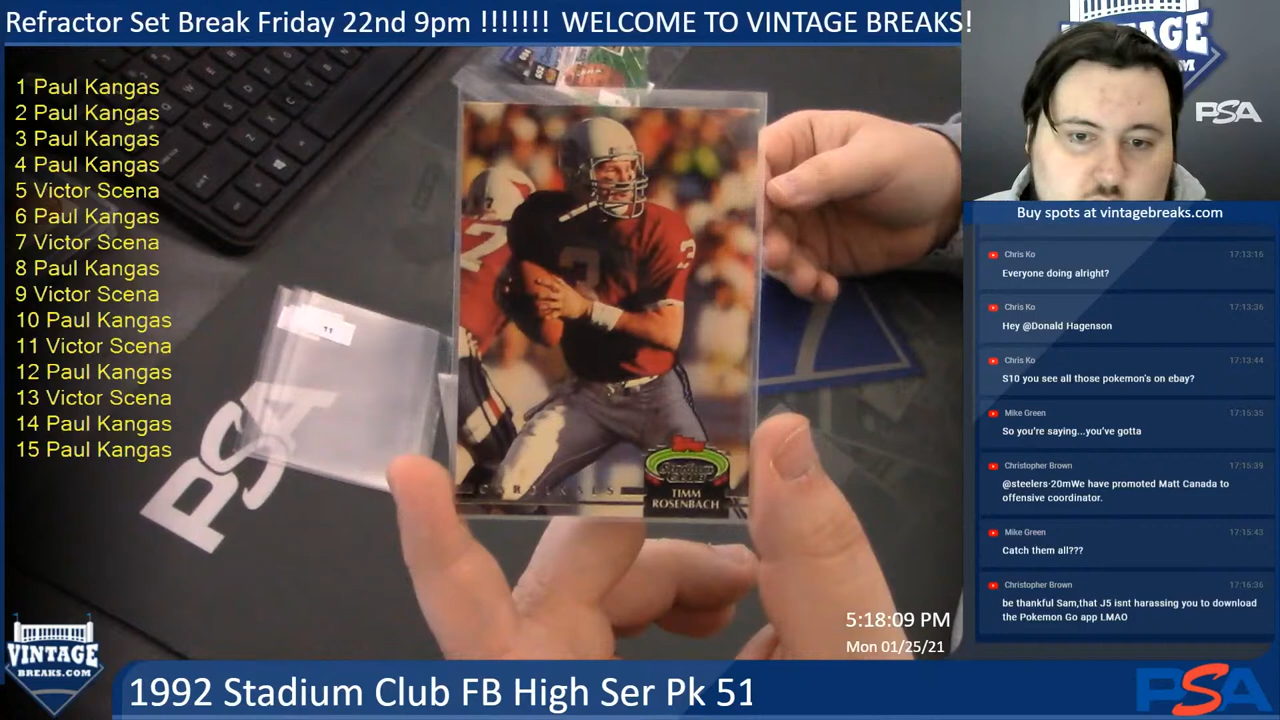 Refractor Set Break Friday 22nd 9pm !!!!!!! WELCOME TO VINTAGE BREAKS!
1 Paul Kangas
2 Paul Kangas
3 Paul Kangas
4 Paul Kangas
5 Victor Scena
6 Paul Kangas
7 Victor Scena
8 Paul Kangas
9 Victor Scena
10 Paul Kangas
11 Victor Scena
12 Paul Kangas
13 Victor Scena
14 Paul Kangas
15 Paul Kangas
11
PSA
3
3
7
CARDINALS
Stadium
Club
TIMM
ROSENBACH
VINTAGE
PSA
Buy spots at vintagebreaks.com
Chris Ko 17:13:16
Everyone doing alright?
Chris Ko 17:13:36
Hey @Donald Hagenson
Chris Ko 17:13:44
S10 you see all those pokemon's on ebay?
Mike Green 17:15:35
So you're saying...you've gotta
Christopher Brown 17:15:39
@steelers-20mWe have promoted Matt Canada to
offensive coordinator.
Mike Green 17:15:43
Catch them all???
Christopher Brown 17:16:36
be thankful Sam,that J5 isnt harassing you to download
the Pokemon Go app LMAO
5:18:09 PM
Mon 01/25/21
VINTAGE
BREAKS.COM
1992 Stadium Club FB High Ser Pk 51
PSA